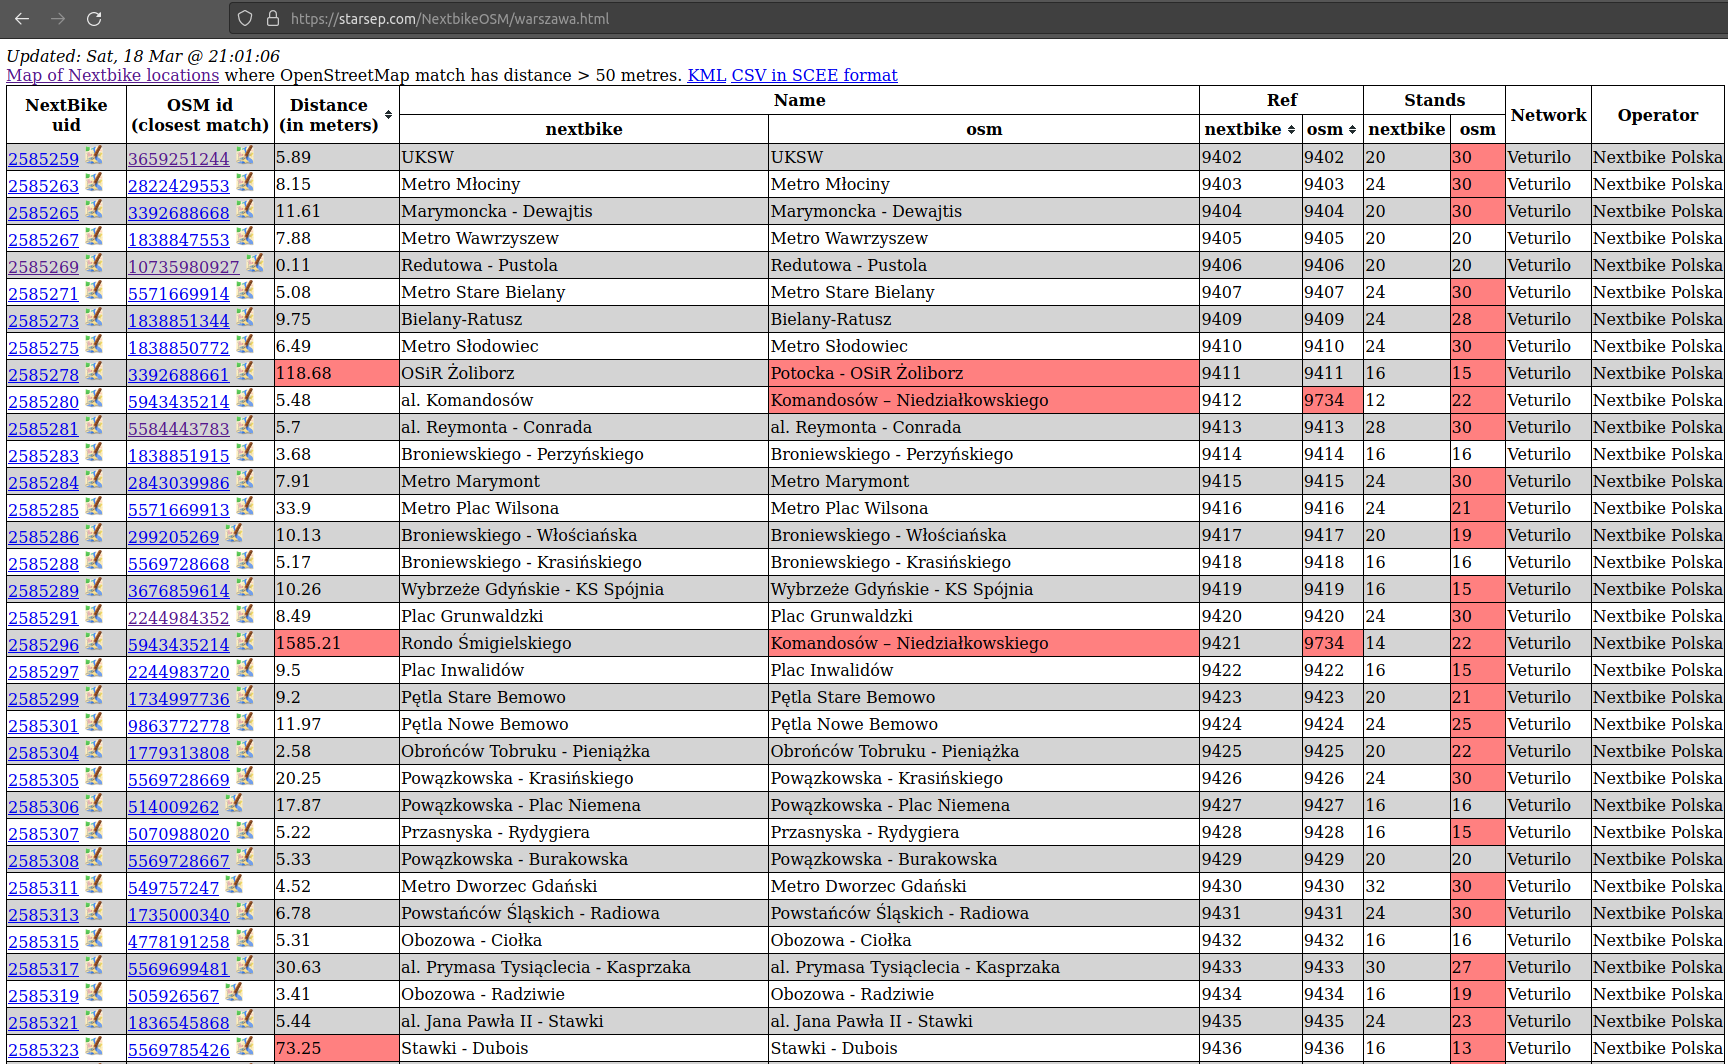 https://starsep.com/NextbikeOSM/warszawa.html
Updated: Sat, 18 Mar @ 21:01:06
Map of Nextbike locations where OpenStreetMap match has distance > 50 metres. KML CSV in SCEE format
NextBike uid OSM id (closest match) Distance (in meters) Name Ref Stands Network Operator
nextbike osm nextbike osm nextbike osm
2585259 3659251244 5.89 UKSW UKSW 9402 9402 20 30 Veturilo Nextbike Polska
2585263 2822429553 8.15 Metro Młociny Metro Młociny 9403 9403 24 30 Veturilo Nextbike Polska
2585265 3392688668 11.61 Marymoncka - Dewajtis Marymoncka - Dewajtis 9404 9404 20 30 Veturilo Nextbike Polska
2585267 1838847553 7.88 Metro Wawrzyszew Metro Wawrzyszew 9405 9405 20 20 Veturilo Nextbike Polska
2585269 10735980927 0.11 Redutowa - Pustola Redutowa - Pustola 9406 9406 20 20 Veturilo Nextbike Polska
2585271 5571669914 5.08 Metro Stare Bielany Metro Stare Bielany 9407 9407 24 30 Veturilo Nextbike Polska
2585273 1838851344 9.75 Bielany-Ratusz Bielany-Ratusz 9409 9409 24 28 Veturilo Nextbike Polska
2585275 1838850772 6.49 Metro Słodowiec Metro Słodowiec 9410 9410 24 30 Veturilo Nextbike Polska
2585278 3392688661 118.68 OSiR Żoliborz Potocka - OSiR Żoliborz 9411 9411 16 15 Veturilo Nextbike Polska
2585280 5943435214 5.48 al. Komandosów Komandosów – Niedziałkowskiego 9412 9734 12 22 Veturilo Nextbike Polska
2585281 5584443783 5.7 al. Reymonta - Conrada al. Reymonta - Conrada 9413 9413 28 30 Veturilo Nextbike Polska
2585283 1838851915 3.68 Broniewskiego - Perzyńskiego Broniewskiego - Perzyńskiego 9414 9414 16 16 Veturilo Nextbike Polska
2585284 2843039986 7.91 Metro Marymont Metro Marymont 9415 9415 24 30 Veturilo Nextbike Polska
2585285 5571669913 33.9 Metro Plac Wilsona Metro Plac Wilsona 9416 9416 24 21 Veturilo Nextbike Polska
2585286 299205269 10.13 Broniewskiego - Włościańska Broniewskiego - Włościańska 9417 9417 20 19 Veturilo Nextbike Polska
2585288 5569728668 5.17 Broniewskiego - Krasińskiego Broniewskiego - Krasińskiego 9418 9418 16 16 Veturilo Nextbike Polska
2585289 3676859614 10.26 Wybrzeże Gdyńskie - KS Spójnia Wybrzeże Gdyńskie - KS Spójnia 9419 9419 16 15 Veturilo Nextbike Polska
2585291 2244984352 8.49 Plac Grunwaldzki Plac Grunwaldzki 9420 9420 24 30 Veturilo Nextbike Polska
2585296 5943435214 1585.21 Rondo Śmigielskiego Komandosów – Niedziałkowskiego 9421 9734 14 22 Veturilo Nextbike Polska
2585297 2244983720 9.5 Plac Inwalidów Plac Inwalidów 9422 9422 16 15 Veturilo Nextbike Polska
2585299 1734997736 9.2 Pętla Stare Bemowo Pętla Stare Bemowo 9423 9423 20 21 Veturilo Nextbike Polska
2585301 9863772778 11.97 Pętla Nowe Bemowo Pętla Nowe Bemowo 9424 9424 24 25 Veturilo Nextbike Polska
2585304 1779313808 2.58 Obrońców Tobruku - Pieniążka Obrońców Tobruku - Pieniążka 9425 9425 20 22 Veturilo Nextbike Polska
2585305 5569728669 20.25 Powązkowska - Krasińskiego Powązkowska - Krasińskiego 9426 9426 24 30 Veturilo Nextbike Polska
2585306 514009262 17.87 Powązkowska - Plac Niemena Powązkowska - Plac Niemena 9427 9427 16 16 Veturilo Nextbike Polska
2585307 5070988020 5.22 Przasnyska - Rydygiera Przasnyska - Rydygiera 9428 9428 16 15 Veturilo Nextbike Polska
2585308 5569728667 5.33 Powązkowska - Burakowska Powązkowska - Burakowska 9429 9429 20 20 Veturilo Nextbike Polska
2585311 549757247 4.52 Metro Dworzec Gdański Metro Dworzec Gdański 9430 9430 32 30 Veturilo Nextbike Polska
2585313 1735000340 6.78 Powstańców Śląskich - Radiowa Powstańców Śląskich - Radiowa 9431 9431 24 30 Veturilo Nextbike Polska
2585315 4778191258 5.31 Obozowa - Ciołka Obozowa - Ciołka 9432 9432 16 16 Veturilo Nextbike Polska
2585317 5569699481 30.63 al. Prymasa Tysiąclecia - Kasprzaka al. Prymasa Tysiąclecia - Kasprzaka 9433 9433 30 27 Veturilo Nextbike Polska
2585319 505926567 3.41 Obozowa - Radziwie Obozowa - Radziwie 9434 9434 16 19 Veturilo Nextbike Polska
2585321 1836545868 5.44 al. Jana Pawła II - Stawki al. Jana Pawła II - Stawki 9435 9435 24 23 Veturilo Nextbike Polska
2585323 5569785426 73.25 Stawki - Dubois Stawki - Dubois 9436 9436 16 13 Veturilo Nextbike Polska